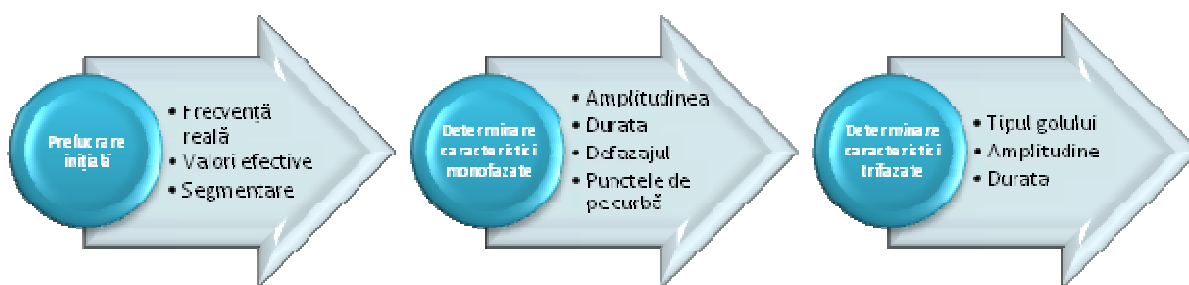 Prelucrare
inițială
• Frecvență
reală
• Valori efective
• Segmentare
Determinare
caracteristici
monofazate
• Amplitudinea
• Durata
• Defazajul
• Punctele de
pe curbă
Determinare
caracteristici
trifazate
• Tipul golului
• Amplitudine
• Durata